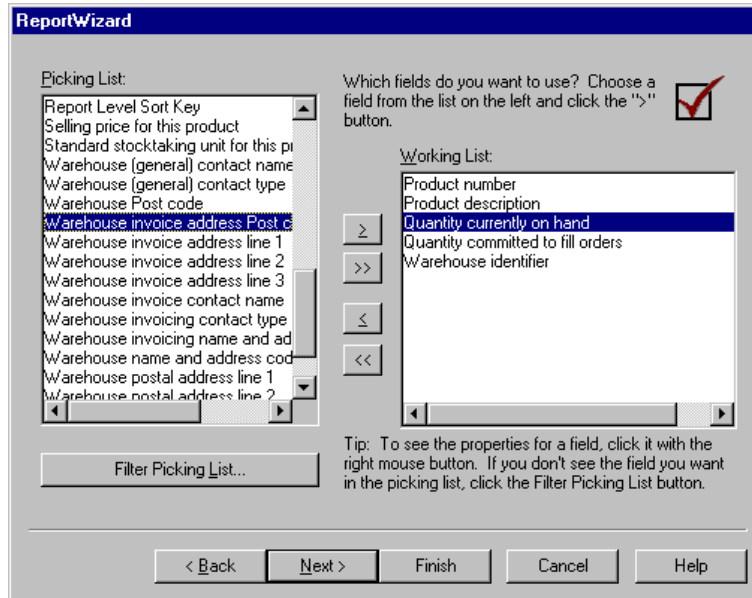 ReportWizard
Picking List:
Report Level Sort Key
Selling price for this product
Standard stocktaking unit for this pr
Warehouse (general) contact name
Warehouse (general) contact type
Warehouse Post code
Warehouse invoice address Post c
Warehouse invoice address line 1
Warehouse invoice address line 2
Warehouse invoice address line 3
Warehouse invoice contact name
Warehouse invoicing contact type
Warehouse invoicing name and ad
Warehouse name and address cod
Warehouse postal address line 1
Warehouse postal address line 2
Filter Picking List...
Which fields do you want to use? Choose a
field from the list on the left and click the ">"
button.
Working List:
Product number
Product description
Quantity currently on hand
Quantity committed to fill orders
Warehouse identifier
>
>>
<
<<
Tip: To see the properties for a field, click it with the
right mouse button. If you don't see the field you want
in the picking list, click the Filter Picking List button.
< Back Next > Finish Cancel Help